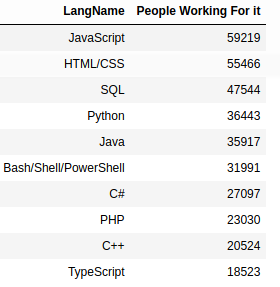 LangName People Working For it
JavaScript 59219
HTML/CSS 55466
SQL 47544
Python 36443
Java 35917
Bash/Shell/PowerShell 31991
C# 27097
PHP 23030
C++ 20524
TypeScript 18523